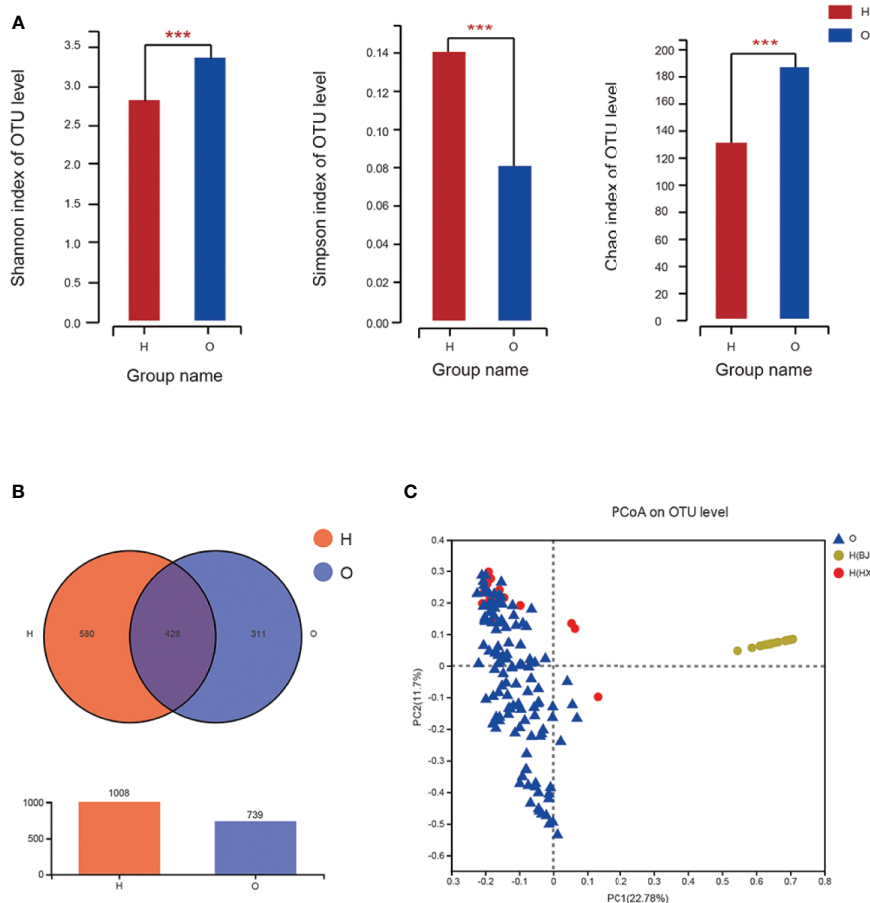 A
H
O
Shannon index of OTU level
3.5
3.0
2.5
2.0
1.5
1.0
0.5
0.0
***
H O
Group name
Simpson index of OTU level
0.14
0.12
0.10
0.08
0.06
0.04
0.02
0.00
***
H O
Group name
Chao index of OTU level
200
180
160
140
120
100
80
60
40
20
0
***
H O
Group name
B
H
O
H 580 428 311 O
1000
500
0
1008
739
H O
C
PCoA on OTU level
O
H(BJ
H(HX
PC2(11.7%)
0.4
0.3
0.2
0.1
0
-0.1
-0.2
-0.3
-0.4
-0.5
-0.6
0.3 -0.2 -0.1 0 0.1 0.2 0.3 0.4 0.5 0.6 0.7 0.8
PC1(22.78%)